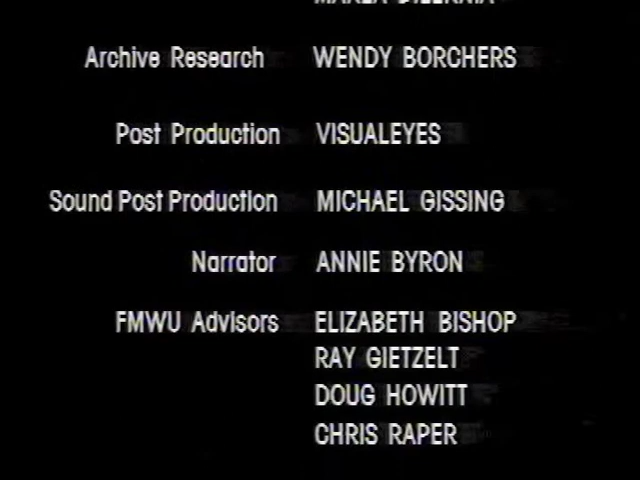 Archive Research WENDY BORCHERS
Post Production VISUALEYES
Sound Post Production MICHAEL GISSING
Narrator ANNIE BYRON
FMWU Advisors ELIZABETH BISHOP
RAY GIETZELT
DOUG HOWITT
CHRIS RAPER